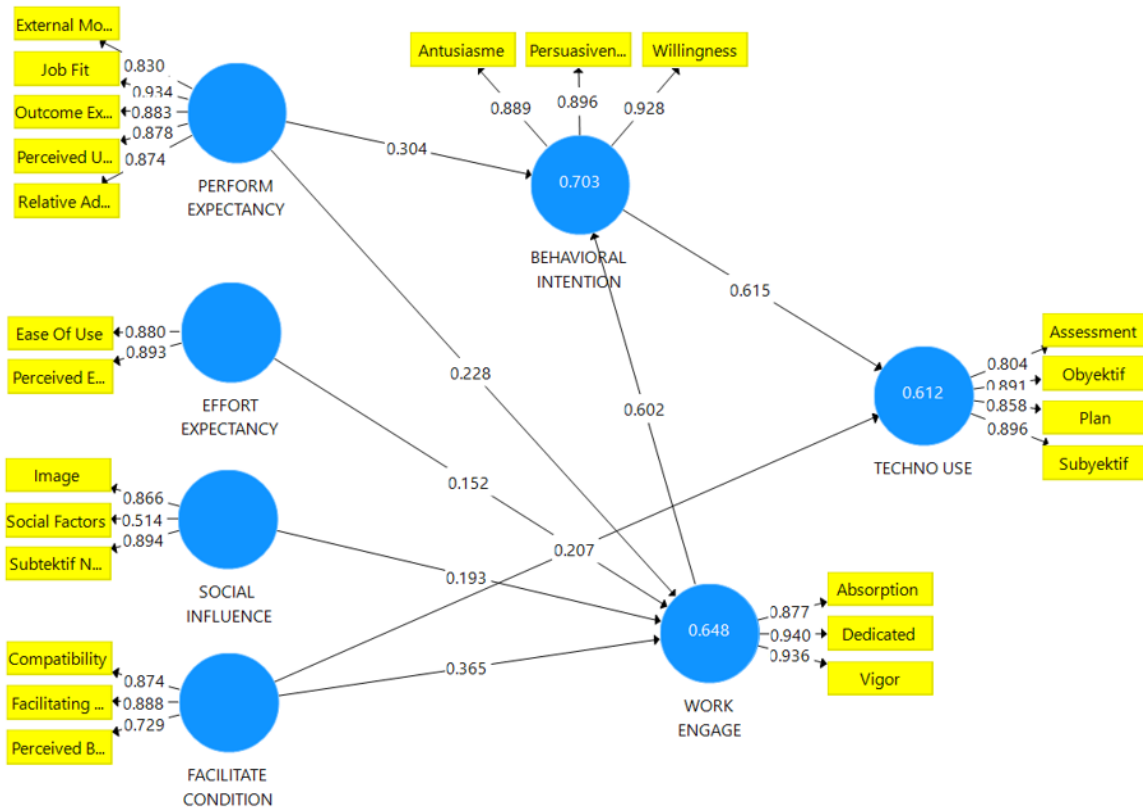 External Mo...
Job Fit
Outcome Ex...
Perceived U...
Relative Ad...
0.830
0.934
0.883
0.878
0.874
PERFORM
EXPECTANCY
0.304
0.228
Antusiasme
Persuasiven...
Willingness
0.889
0.896
0.928
0.703
BEHAVIORAL
INTENTION
0.615
0.602
Ease Of Use
Perceived E...
0.880
0.893
EFFORT
EXPECTANCY
0.152
Assessment
Obyektif
Plan
Subyektif
0.804
0.891
0.858
0.896
0.612
TECHNO USE
Image
Social Factors
Subtektif N...
0.866
0.514
0.894
SOCIAL
INFLUENCE
0.193
0.207
Compatibility
Facilitating ...
Perceived B...
0.874
0.888
0.729
FACILITATE
CONDITION
0.365
Absorption
Dedicated
Vigor
0.877
0.940
0.936
0.648
WORK
ENGAGE